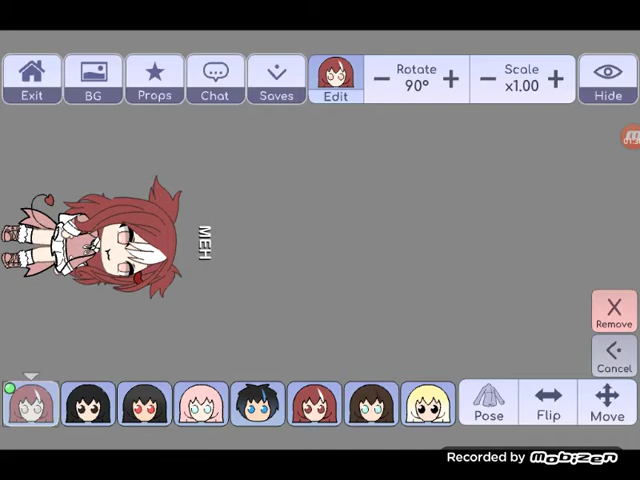 Exit
BG
Props
Chat
Saves
Edit
Rotate
90°
Scale
x1.00
Hide
MEH
Remove
Cancel
Pose
Flip
Move
Recorded by MOBIZEN